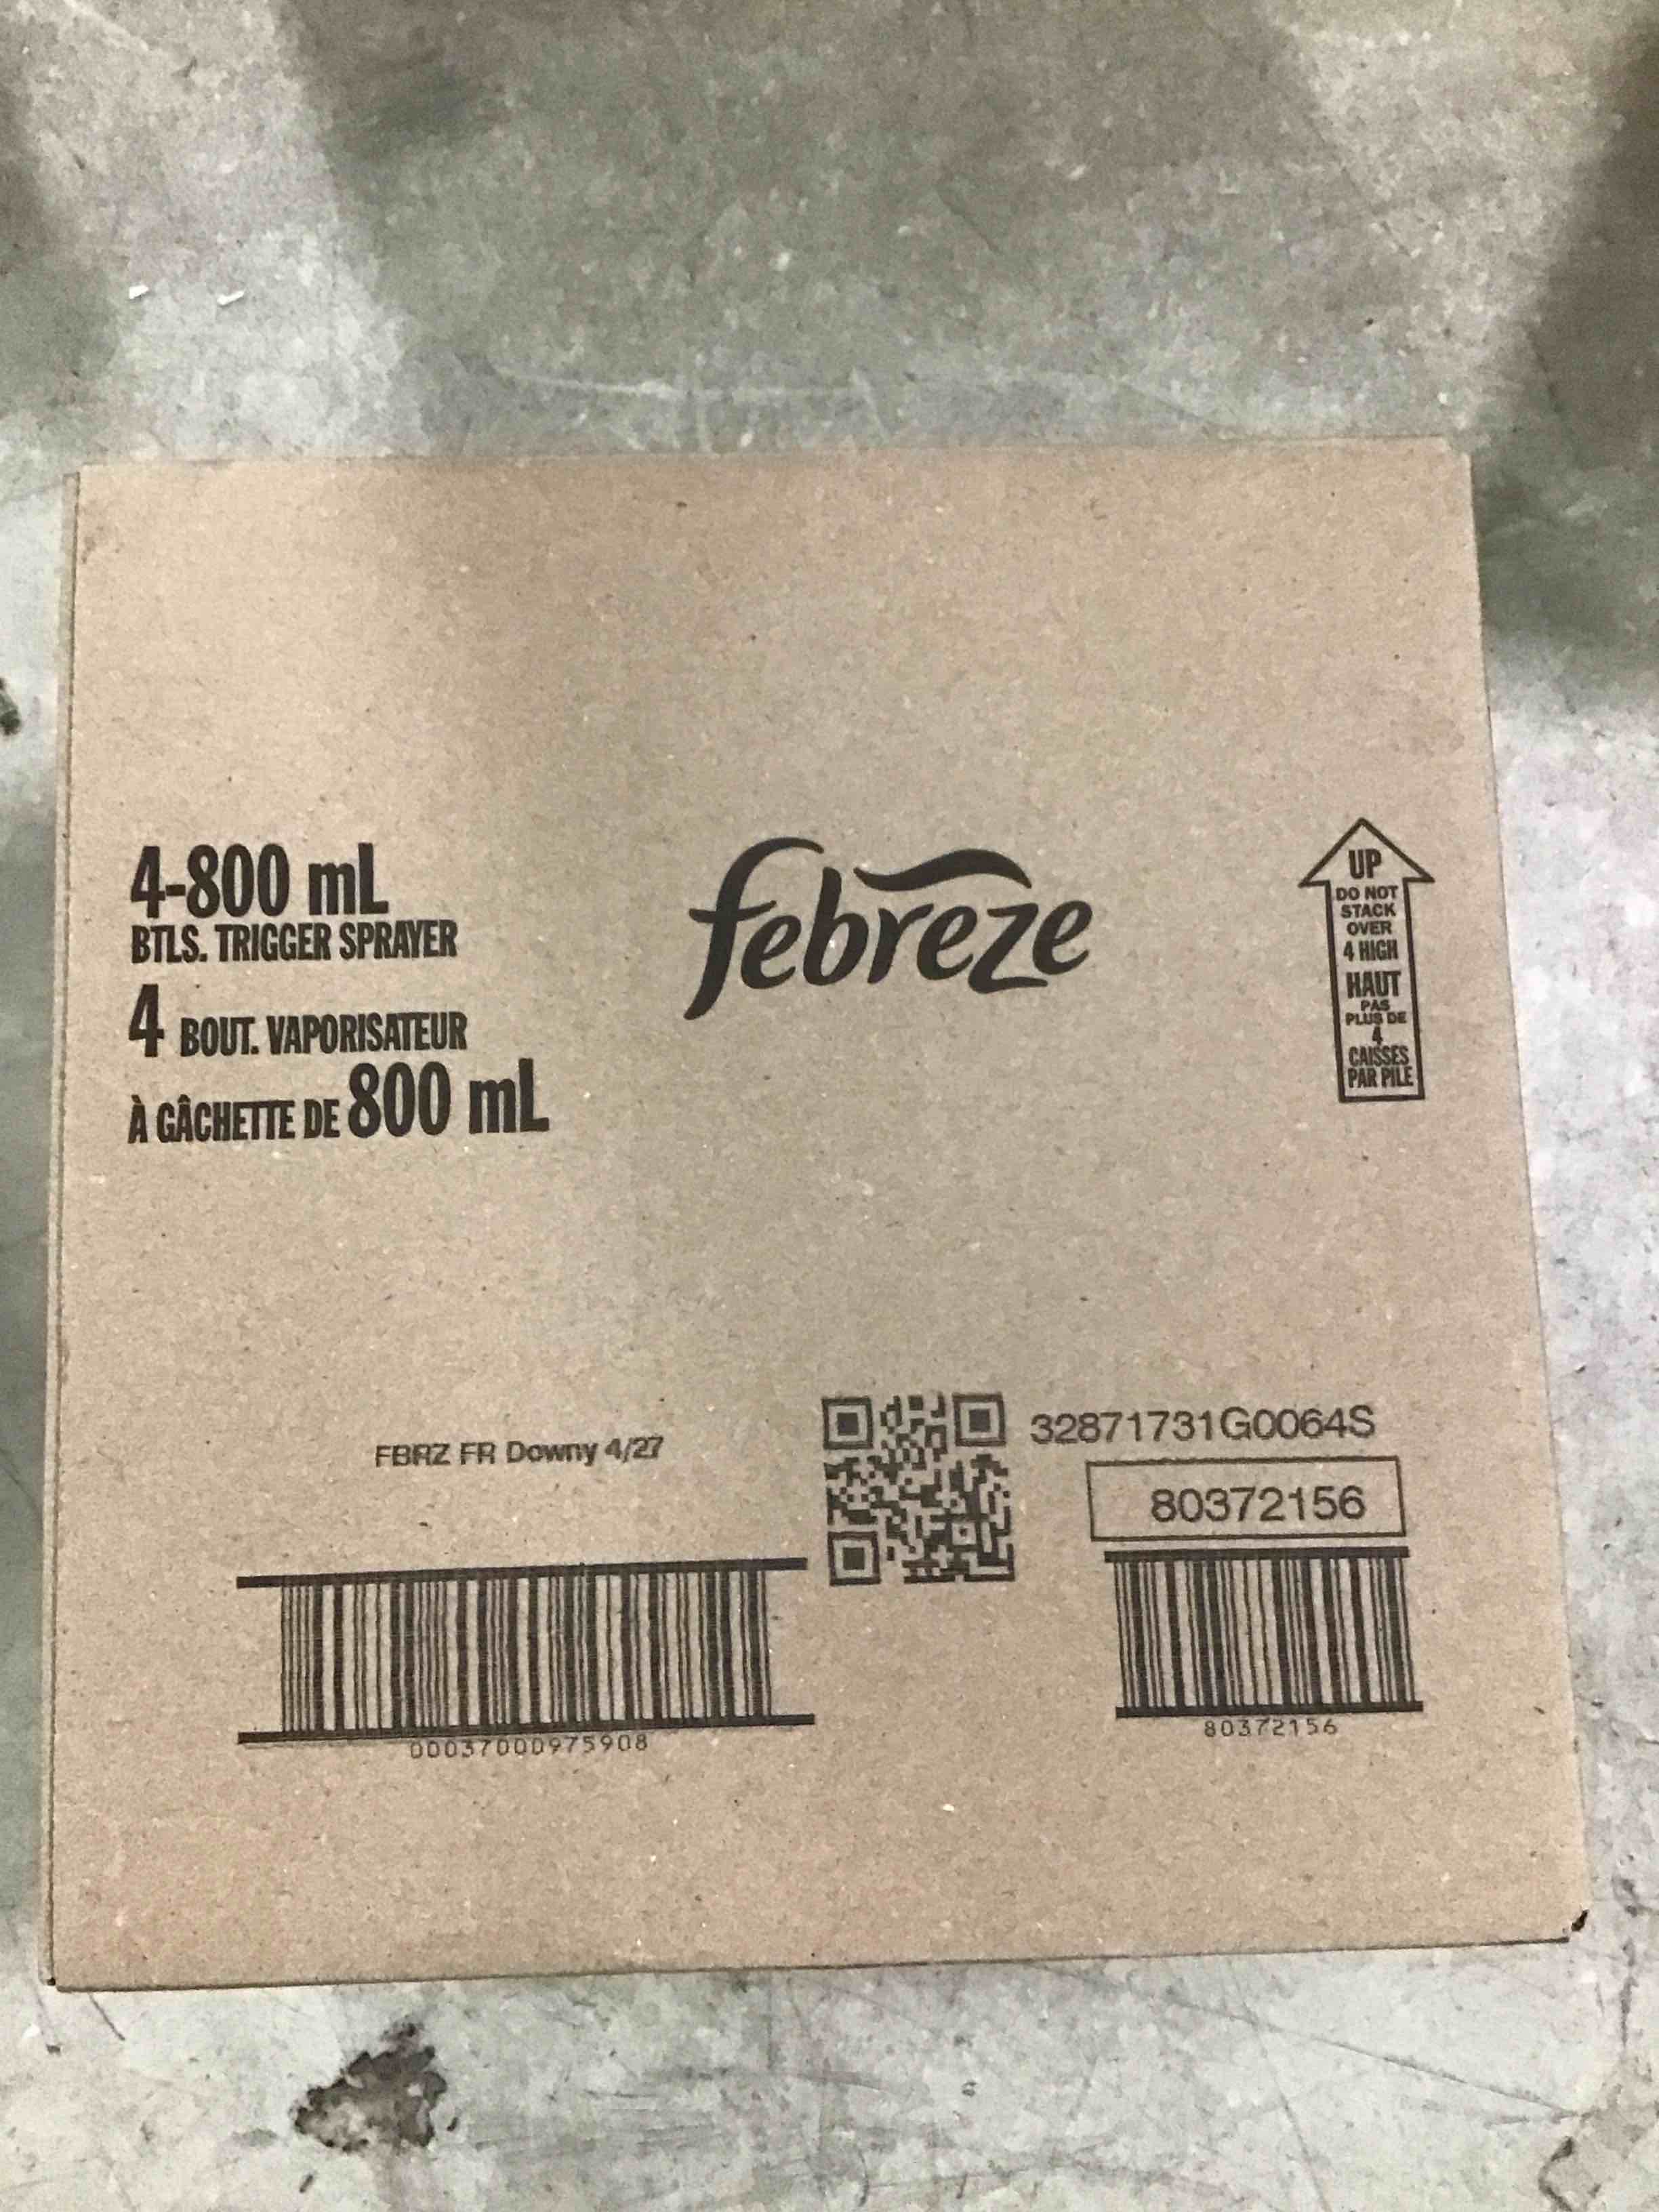 4-800 mL
BTLS. TRIGGER SPRAYER
4 BOUT. VAPORISATEUR
À GÂCHETTE DE 800 mL
febreze
UP
DO NOT
STACK
OVER
4 HIGH
HAUT
PAS
PLUS DE
4
CAISSES
PAR PILE
FBRZ FR Downy 4/27
32871731G0064S
80372156
00037000975908
80372156